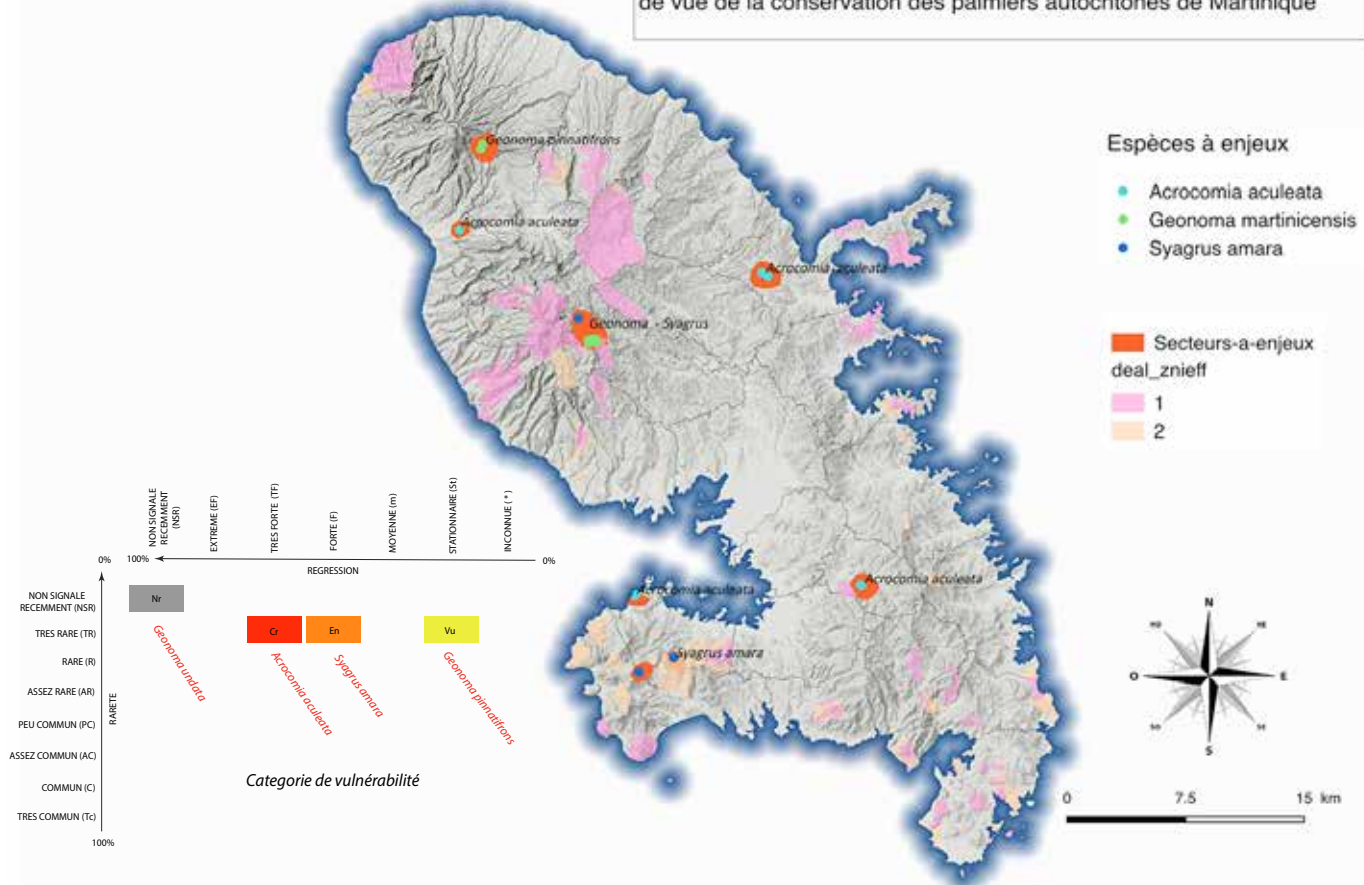 de vue de la conservation des palmiers autochtones de Martinique
Geonoma pinnatifrons
Acrocomia aculeata
Acrocomia aculeata
Geonoma - Syagrus
Acrocomia aculeata
Acrocomia aculeata
Syagrus amara
Espèces à enjeux
Acrocomia aculeata
Geonoma martinicensis
Syagrus amara
Secteurs-a-enjeux
deal_znieff
1
2
NON SIGNALE
RECEMMENT
(NSR)
EXTREME (EF)
TRES FORTE (TF)
FORTE (F)
MOYENNE (m)
STATIONNAIRE (St)
INCONNUE (*)
0%
100%
0%
REGRESSION
NON SIGNALE
RECEMMENT (NSR)
TRES RARE (TR)
RARE (R)
ASSEZ RARE (AR)
PEU COMMUN (PC)
ASSEZ COMMUN (AC)
COMMUN (C)
TRES COMMUN (Tc)
RARETE
100%
Nr
Cr
En
Vu
Geonoma undata
Acrocomia aculeata
Syagrus amara
Geonoma pinnatifrons
Categorie de vulnérabilité
N
NO
NE
O
E
SO
SE
S
0 7.5 15 km